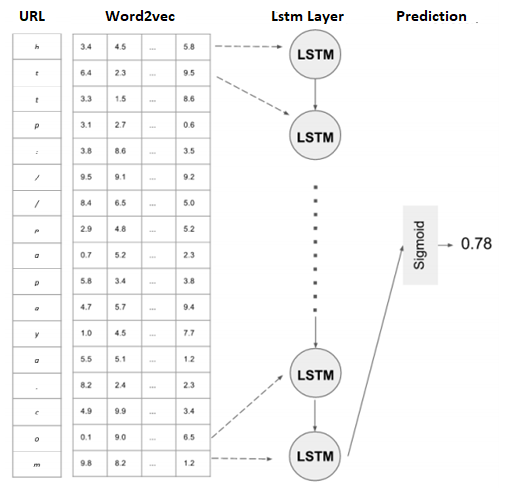 URL Word2vec Lstm Layer Prediction
h 3.4 4.5 ... 5.8 LSTM
t 6.4 2.3 ... 9.5
t 3.3 1.5 ... 8.6
p 3.1 2.7 ... 0.6 LSTM
: 3.8 8.6 ... 3.5
/ 9.5 9.1 ... 9.2
/ 8.4 6.5 ... 5.0
p 2.9 4.8 ... 5.2
a 0.7 5.2 ... 2.3 Sigmoid 0.78
p 5.8 3.4 ... 3.8
a 4.7 5.7 ... 9.4
y 1.0 4.5 ... 7.7
a 5.5 5.1 ... 1.2 LSTM
. 8.2 2.4 ... 2.3
c 4.9 9.9 ... 3.4
o 0.1 9.0 ... 6.5
m 9.8 8.2 ... 1.2 LSTM